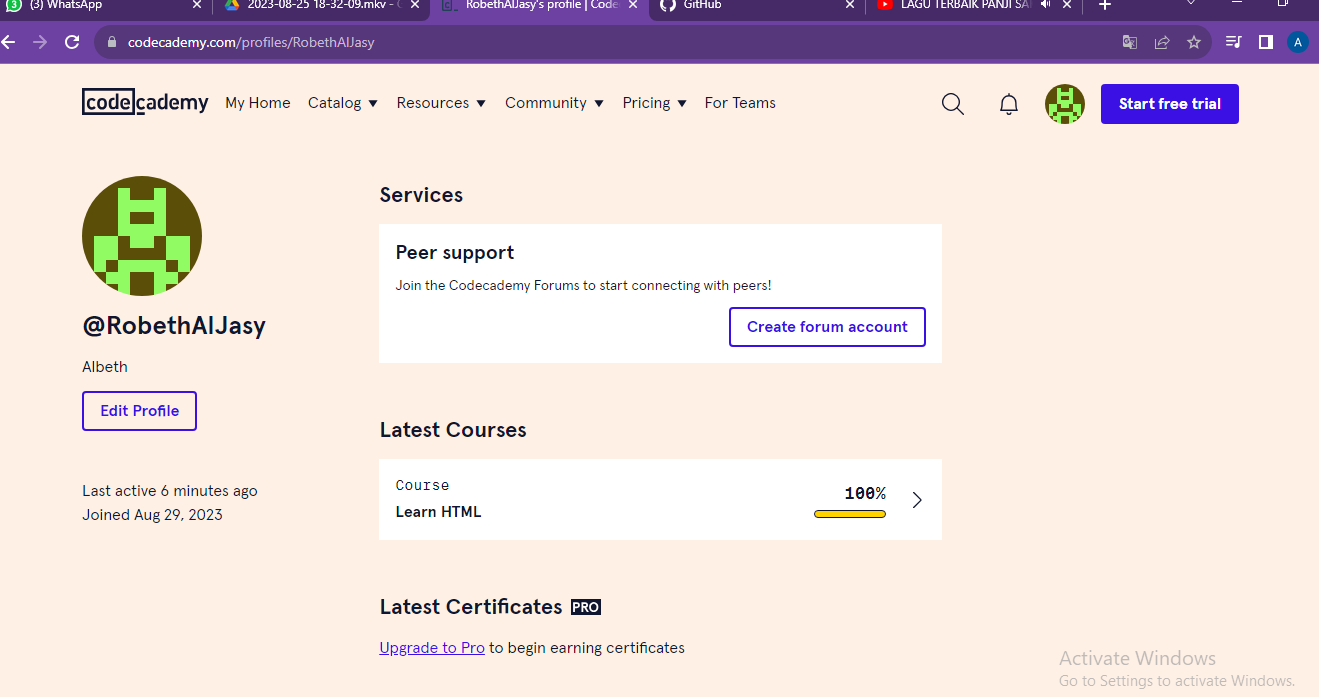 3 (3) WhatsApp 2023-08-25 18-32-09.mkv - RobethAlJasy's profile | Code GitHub LAGU TERBAIK PANJI
codecademy.com/profiles/RobethAlJasy A
codecademy My Home Catalog Resources Community Pricing For Teams Start free trial
@RobethAlJasy
Albeth
Edit Profile
Last active 6 minutes ago
Joined Aug 29, 2023
Services
Peer support
Join the Codecademy Forums to start connecting with peers!
Create forum account
Latest Courses
Course
Learn HTML
100%
Latest Certificates PRO
Upgrade to Pro to begin earning certificates
Activate Windows
Go to Settings to activate Windows.